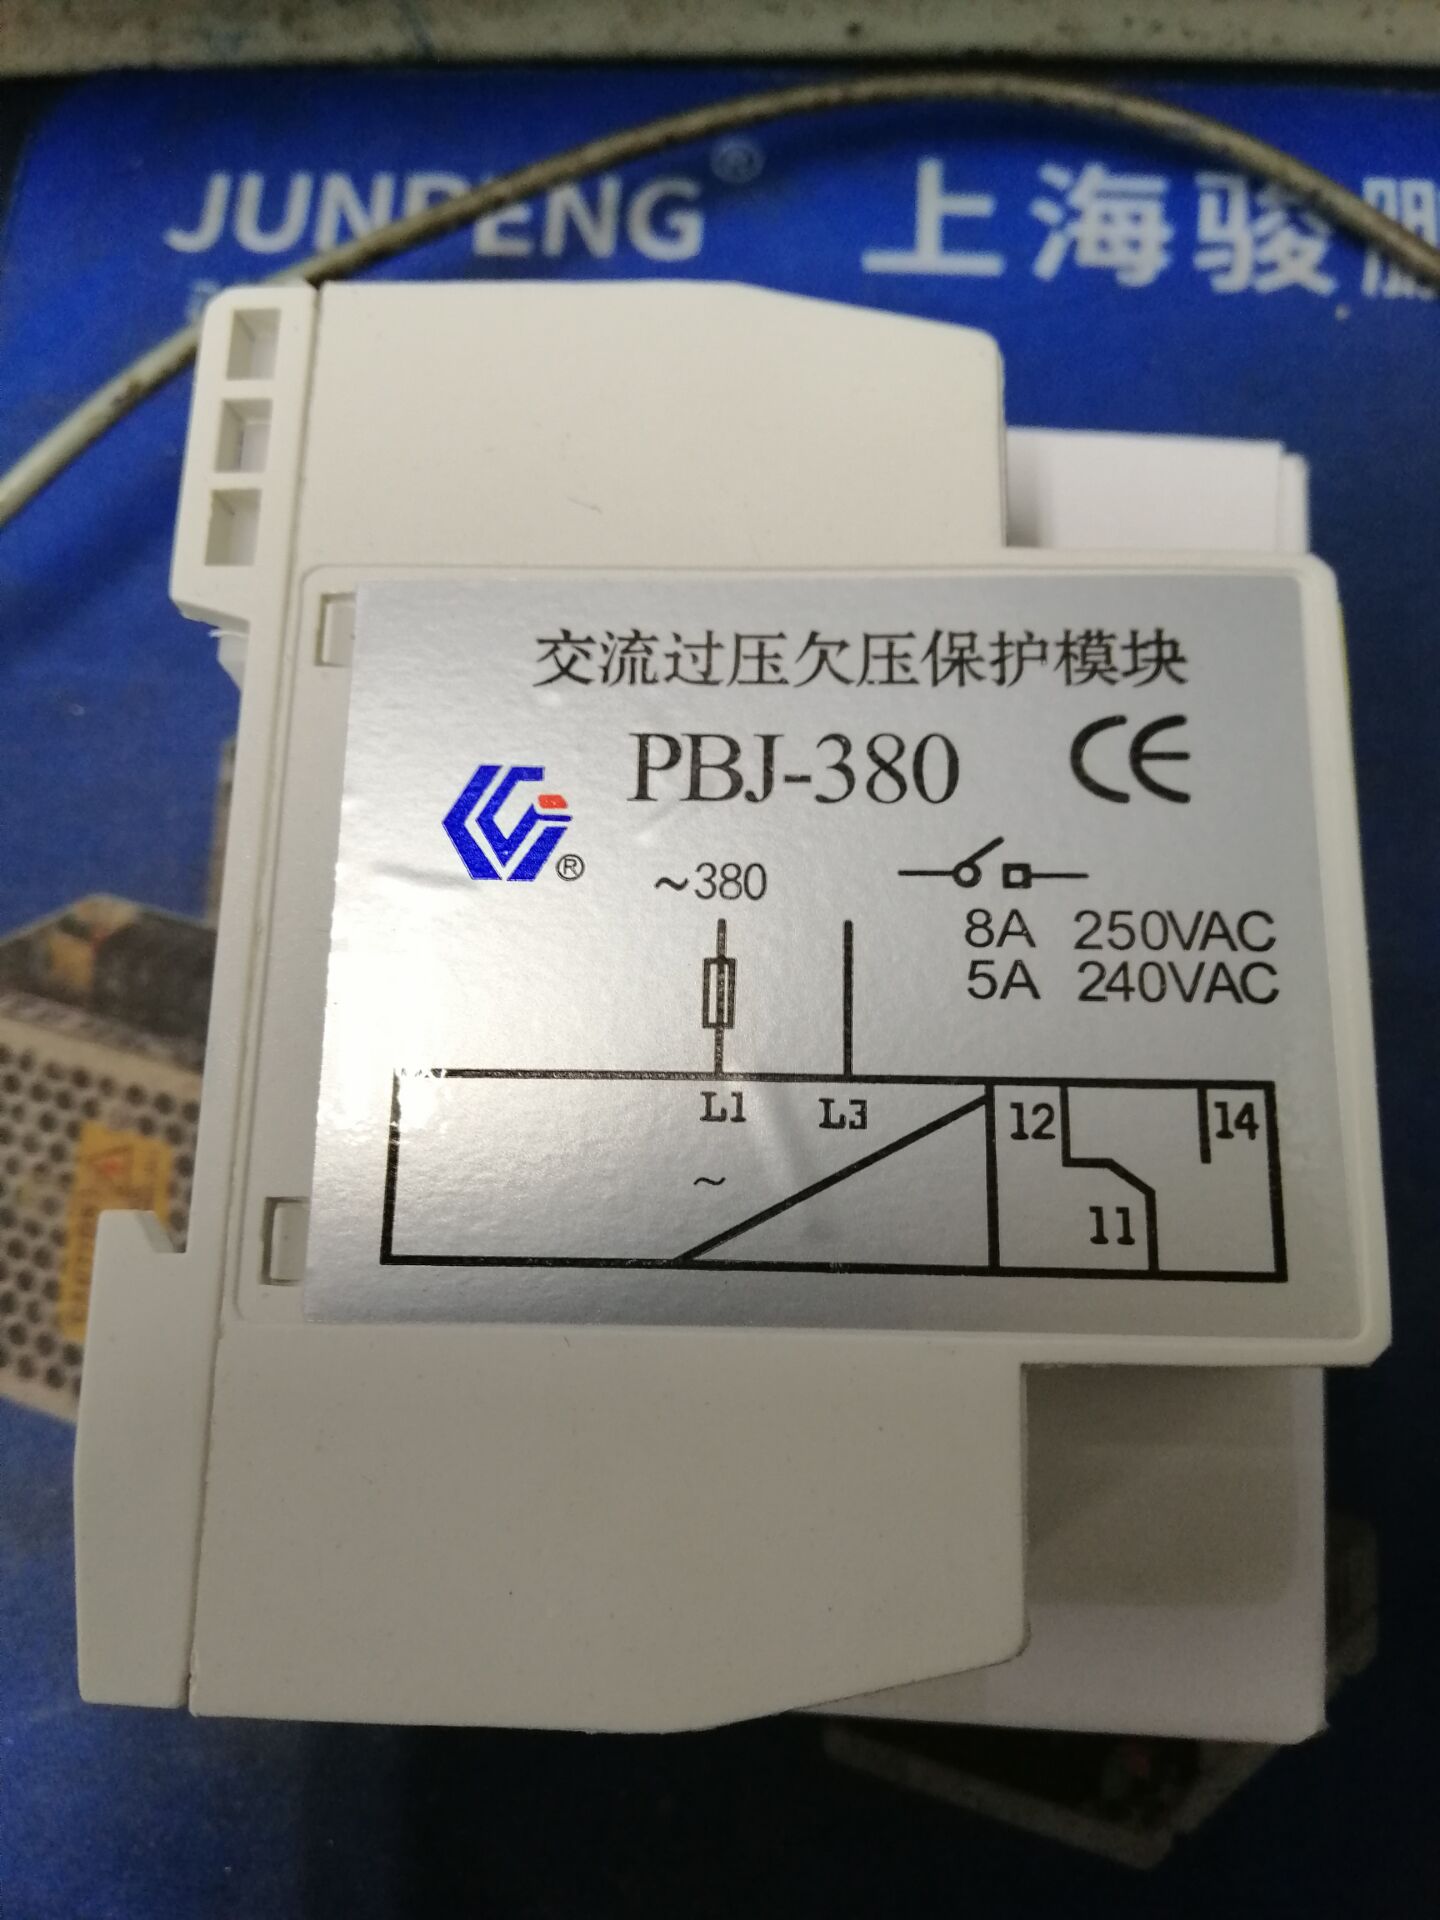 JUNPENG®
上海骏鹏
交流过压欠压保护模块
PBJ-380 CE
®
~380
8A 250VAC
5A 240VAC
L1 L3 12 14
~
11